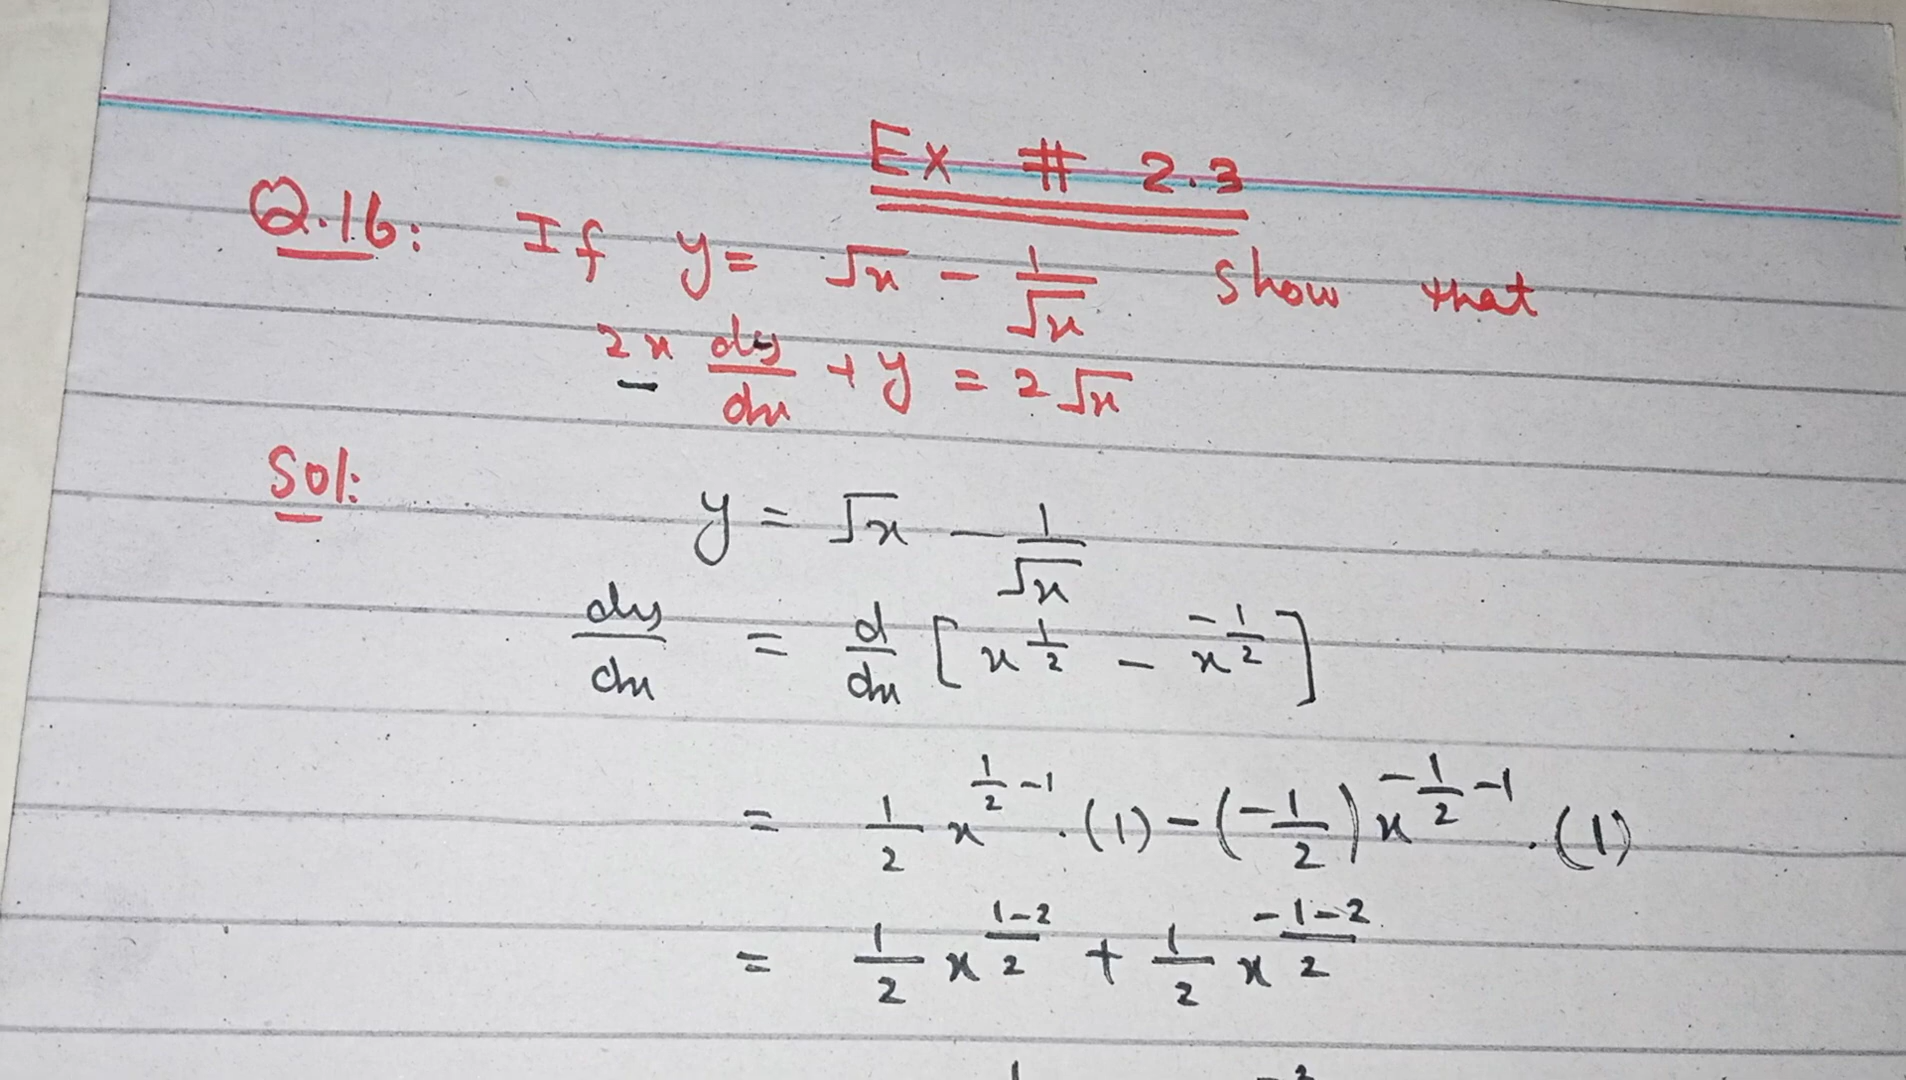 Ex # 2.3
Q.16: If y = √x - 1/√x Show that
2x dy/dx + y = 2√x
Sol:
y = √x - 1/√x
dy/dx = d/dx [x^(1/2) - x^(-1/2)]
= 1/2 x^(1/2 - 1) . (1) - (-1/2) x^(-1/2 - 1) . (1)
= 1/2 x^((1-2)/2) + 1/2 x^((-1-2)/2)